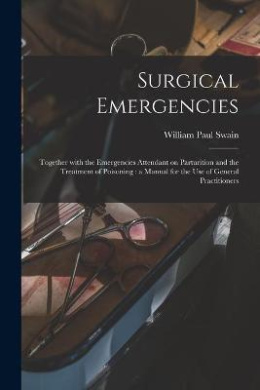 Surgical
Emergencies
William Paul Swain
Together with the Emergencies Attendant on Parturition and the
Treatment of Poisoning : a Manual for the Use of General
Practitioners